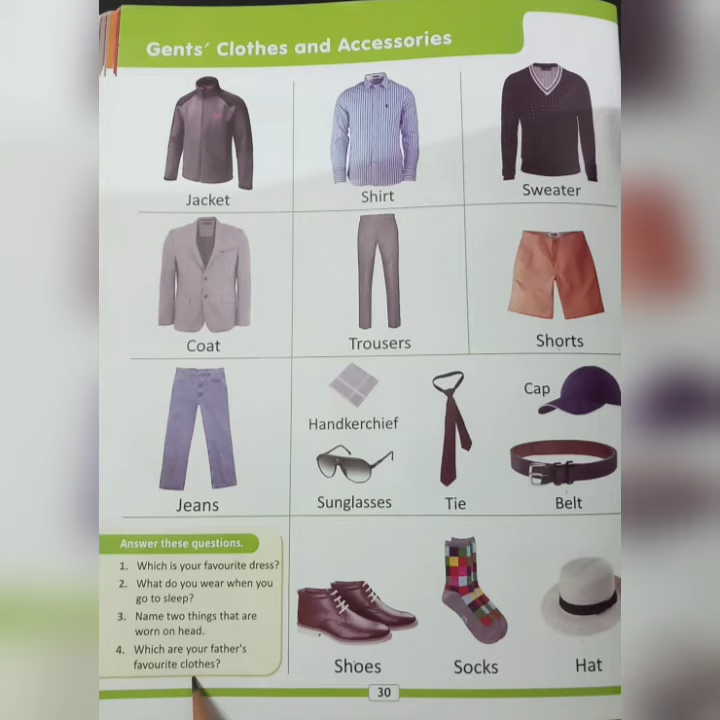 Gents' Clothes and Accessories
Jacket
Shirt
Sweater
Coat
Trousers
Shorts
Jeans
Handkerchief
Sunglasses
Tie
Cap
Belt
Answer these questions.
1. Which is your favourite dress?
2. What do you wear when you
go to sleep?
3. Name two things that are
worn on head.
4. Which are your father's
favourite clothes?
Shoes
Socks
Hat
30